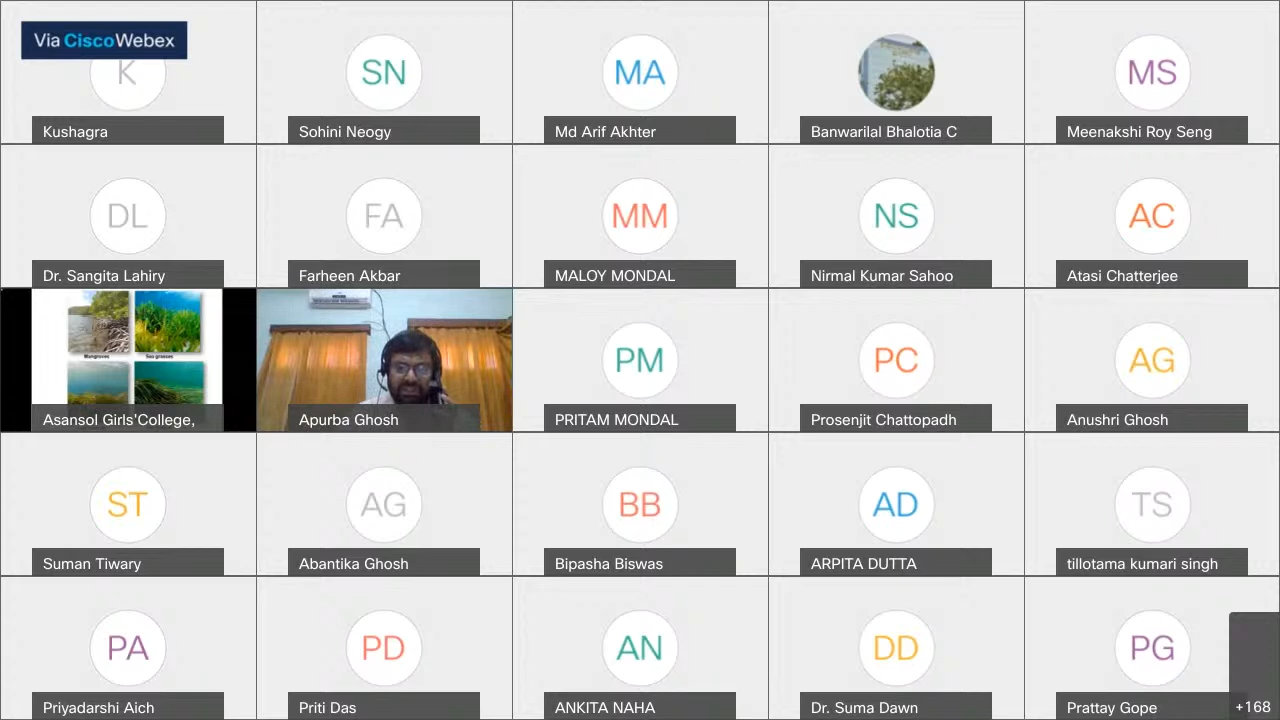 Via CiscoWebex
K
Kushagra
SN
Sohini Neogy
MA
Md Arif Akhter
Banwarilal Bhalotia C
MS
Meenakshi Roy Seng
DL
Dr. Sangita Lahiry
FA
Farheen Akbar
MM
MALOY MONDAL
NS
Nirmal Kumar Sahoo
AC
Atasi Chatterjee
Mangroves
Sea grasses
Asansol Girls'College,
Apurba Ghosh
PM
PRITAM MONDAL
PC
Prosenjit Chattopadh
AG
Anushri Ghosh
ST
Suman Tiwary
AG
Abantika Ghosh
BB
Bipasha Biswas
AD
ARPITA DUTTA
TS
tillotama kumari singh
PA
Priyadarshi Aich
PD
Priti Das
AN
ANKITA NAHA
DD
Dr. Suma Dawn
PG
Prattay Gope
+168